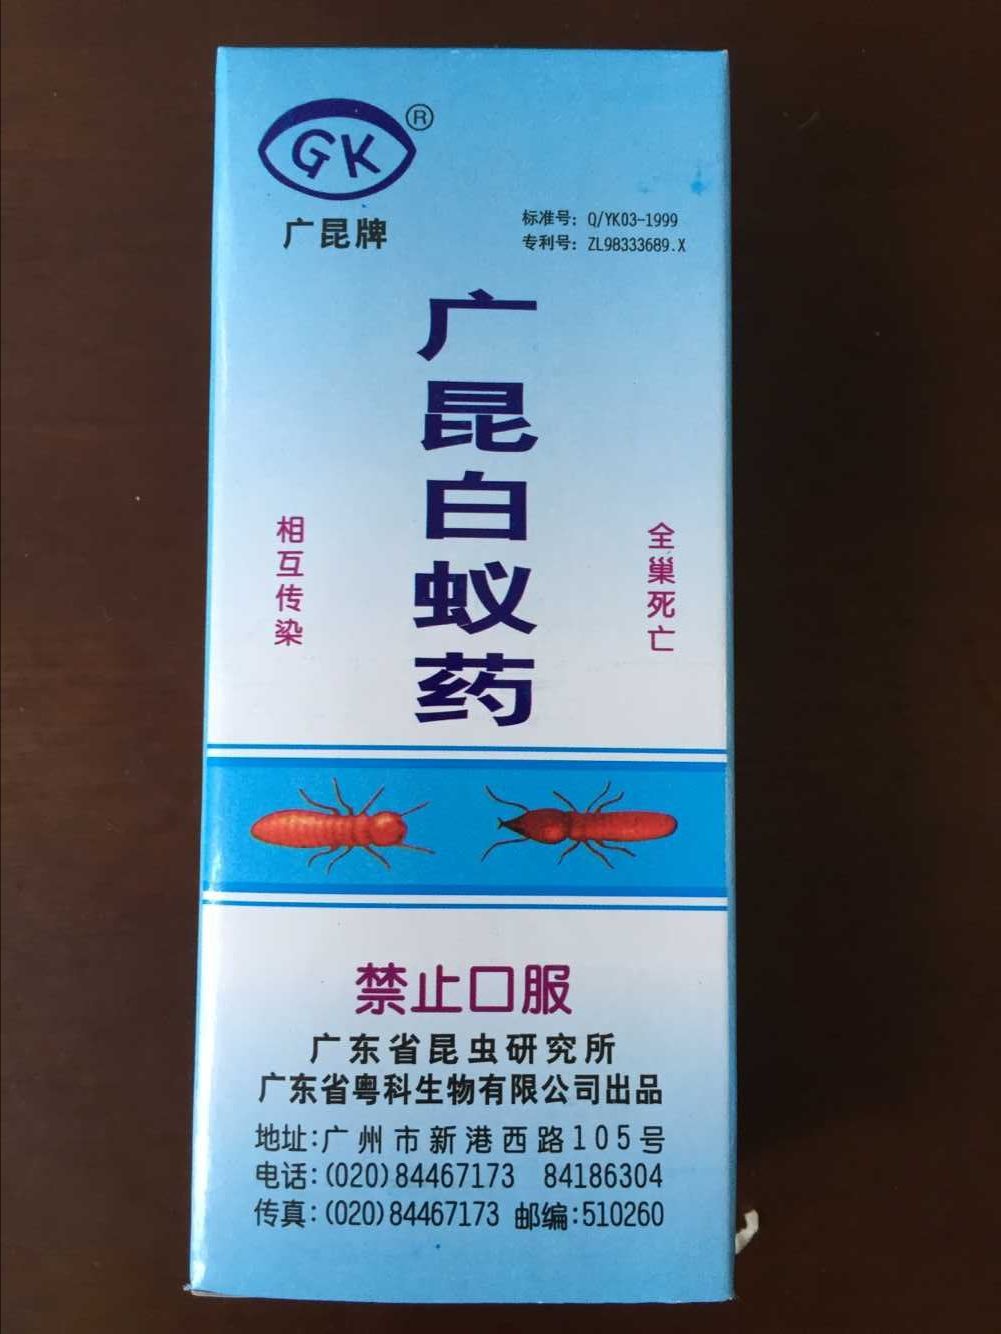 GK®
广昆牌
标准号: Q/YK03-1999
专利号: ZL98333689.X
广昆白蚁药
相互传染
全巢死亡
禁止口服
广东省昆虫研究所
广东省粤科生物有限公司出品
地址:广州市新港西路105号
电话:(020)84467173 84186304
传真:(020)84467173 邮编:510260